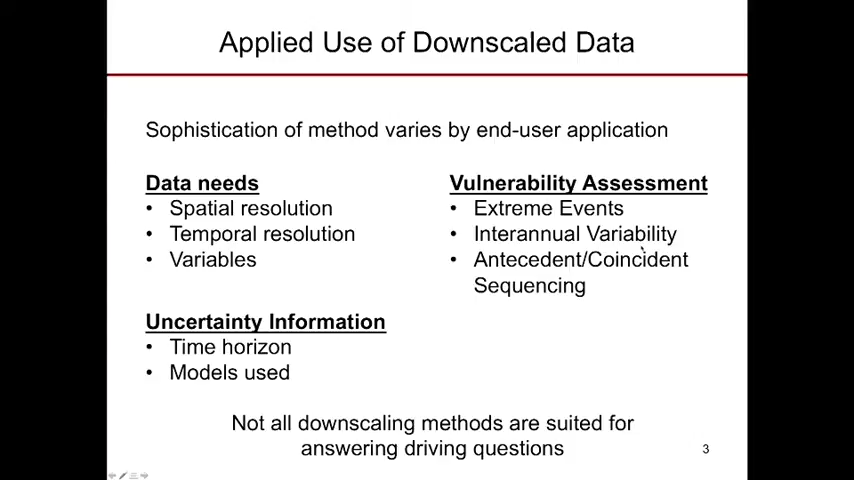 Applied Use of Downscaled Data
Sophistication of method varies by end-user application
Data needs
• Spatial resolution
• Temporal resolution
• Variables
Uncertainty Information
• Time horizon
• Models used
Vulnerability Assessment
• Extreme Events
• Interannual Variability
• Antecedent/Coincident
Sequencing
Not all downscaling methods are suited for
answering driving questions
3